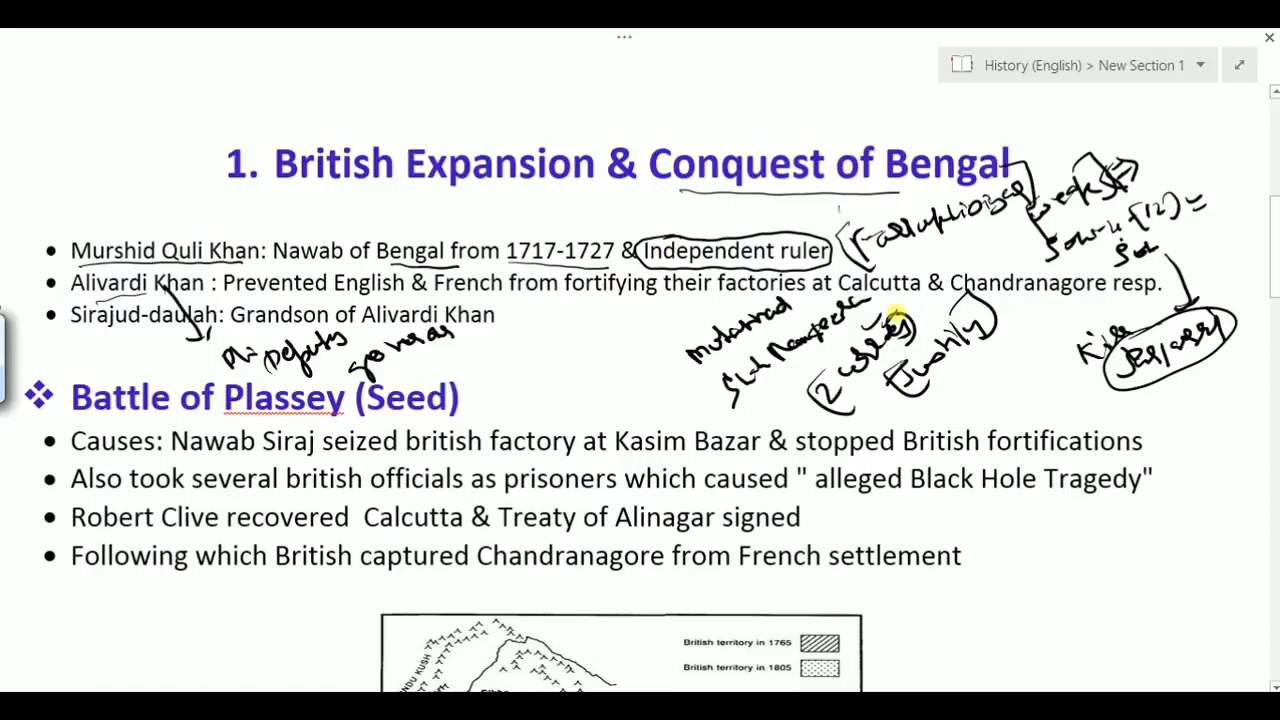 ...
History (English) > New Section 1
1. British Expansion & Conquest of Bengal
• Murshid Quli Khan: Nawab of Bengal from 1717-1727 & Independent ruler
• Alivardi Khan : Prevented English & French from fortifying their factories at Calcutta & Chandranagore resp.
• Sirajud-daulah: Grandson of Alivardi Khan
Deputy
❖ Battle of Plassey (Seed)
• Causes: Nawab Siraj seized british factory at Kasim Bazar & stopped British fortifications
• Also took several british officials as prisoners which caused " alleged Black Hole Tragedy"
• Robert Clive recovered Calcutta & Treaty of Alinagar signed
• Following which British captured Chandranagore from French settlement
British territory in 1765
British territory in 1805